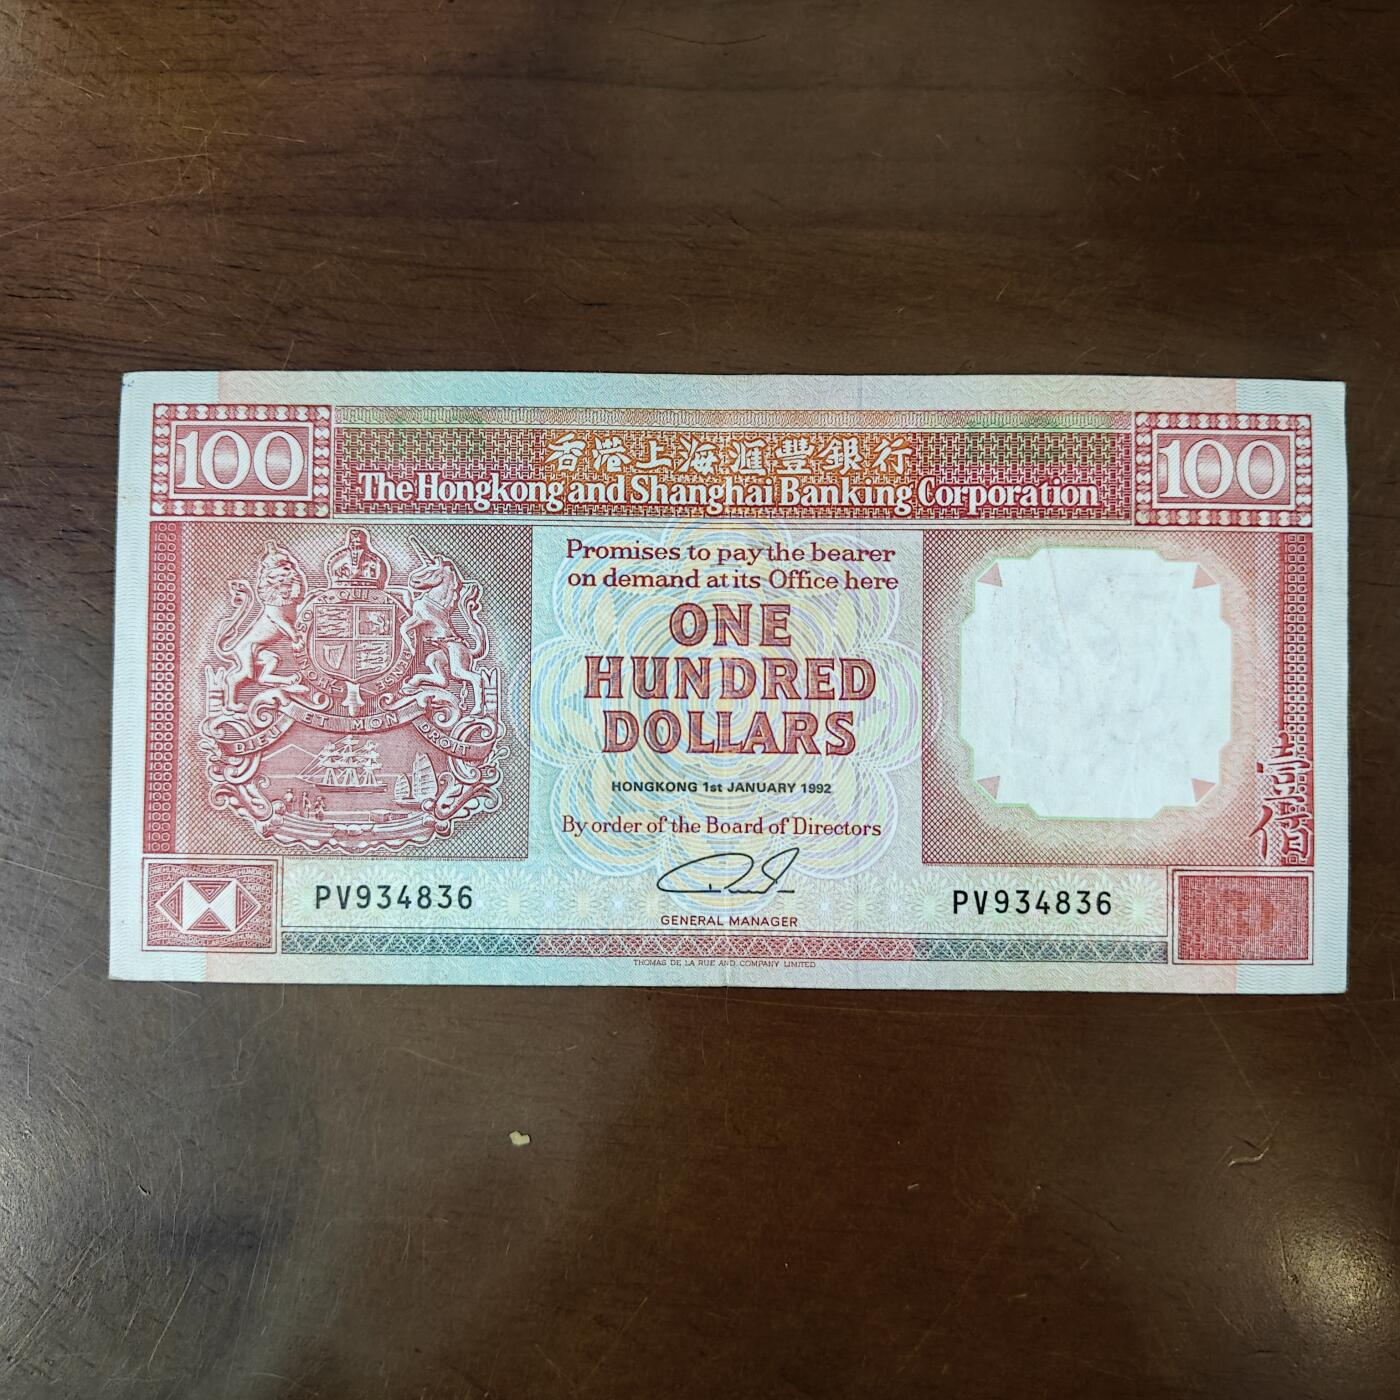 100
香港上海滙豐銀行
100
The Hongkong and Shanghai Banking Corporation
Promises to pay the bearer
on demand at its Office here
ONE
HUNDRED
DOLLARS
DIEU ET MON DROIT
HONGKONG 1st JANUARY 1992
By order of the Board of Directors
PV934836
PV934836
GENERAL MANAGER
THOMAS DE LA RUE AND COMPANY LIMITED